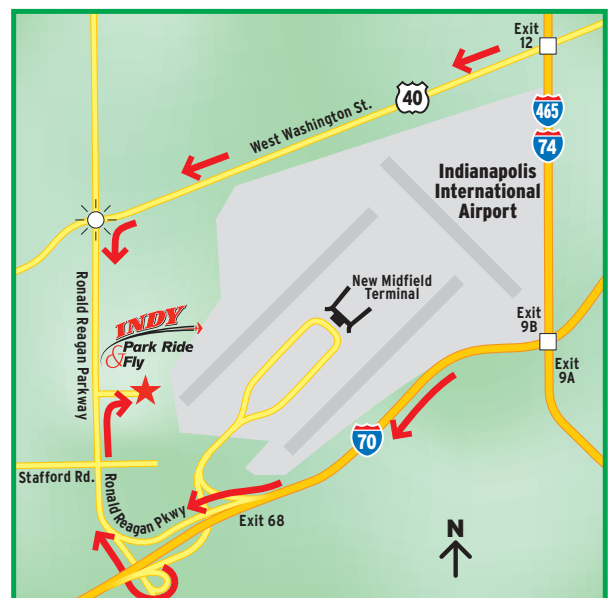 Exit
12
40
465
74
West Washington St.
Indianapolis
International
Airport
New Midfield
Terminal
Exit
9B
Exit
9A
Ronald Reagan Parkway
INDY
Park Ride
& Fly
70
Stafford Rd.
Ronald Reagan Pkwy
Exit 68
N